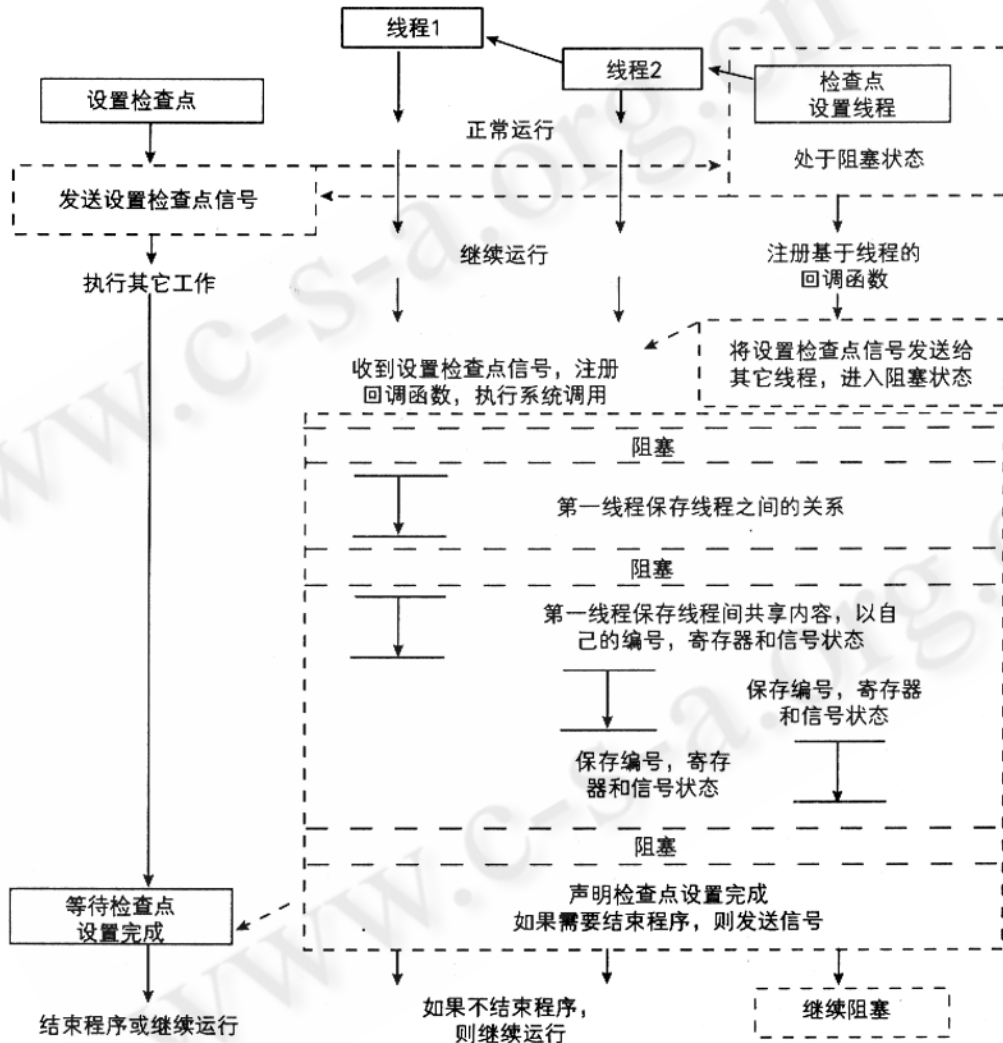 线程1
线程2
检查点
设置线程
设置检查点
正常运行
处于阻塞状态
发送设置检查点信号
继续运行
注册基于线程的
回调函数
执行其它工作
将设置检查点信号发送给
其它线程，进入阻塞状态
收到设置检查点信号，注册
回调函数，执行系统调用
阻塞
第一线程保存线程之间的关系
阻塞
第一线程保存线程间共享内容，以自
己的编号，寄存器和信号状态
保存编号，寄存器
和信号状态
保存编号，寄存
器和信号状态
阻塞
等待检查点
设置完成
声明检查点设置完成
如果需要结束程序，则发送信号
结束程序或继续运行
如果不结束程序，
则继续运行
继续阻塞
www.c-s-a.org.cn
www.c-s-a.org.cn